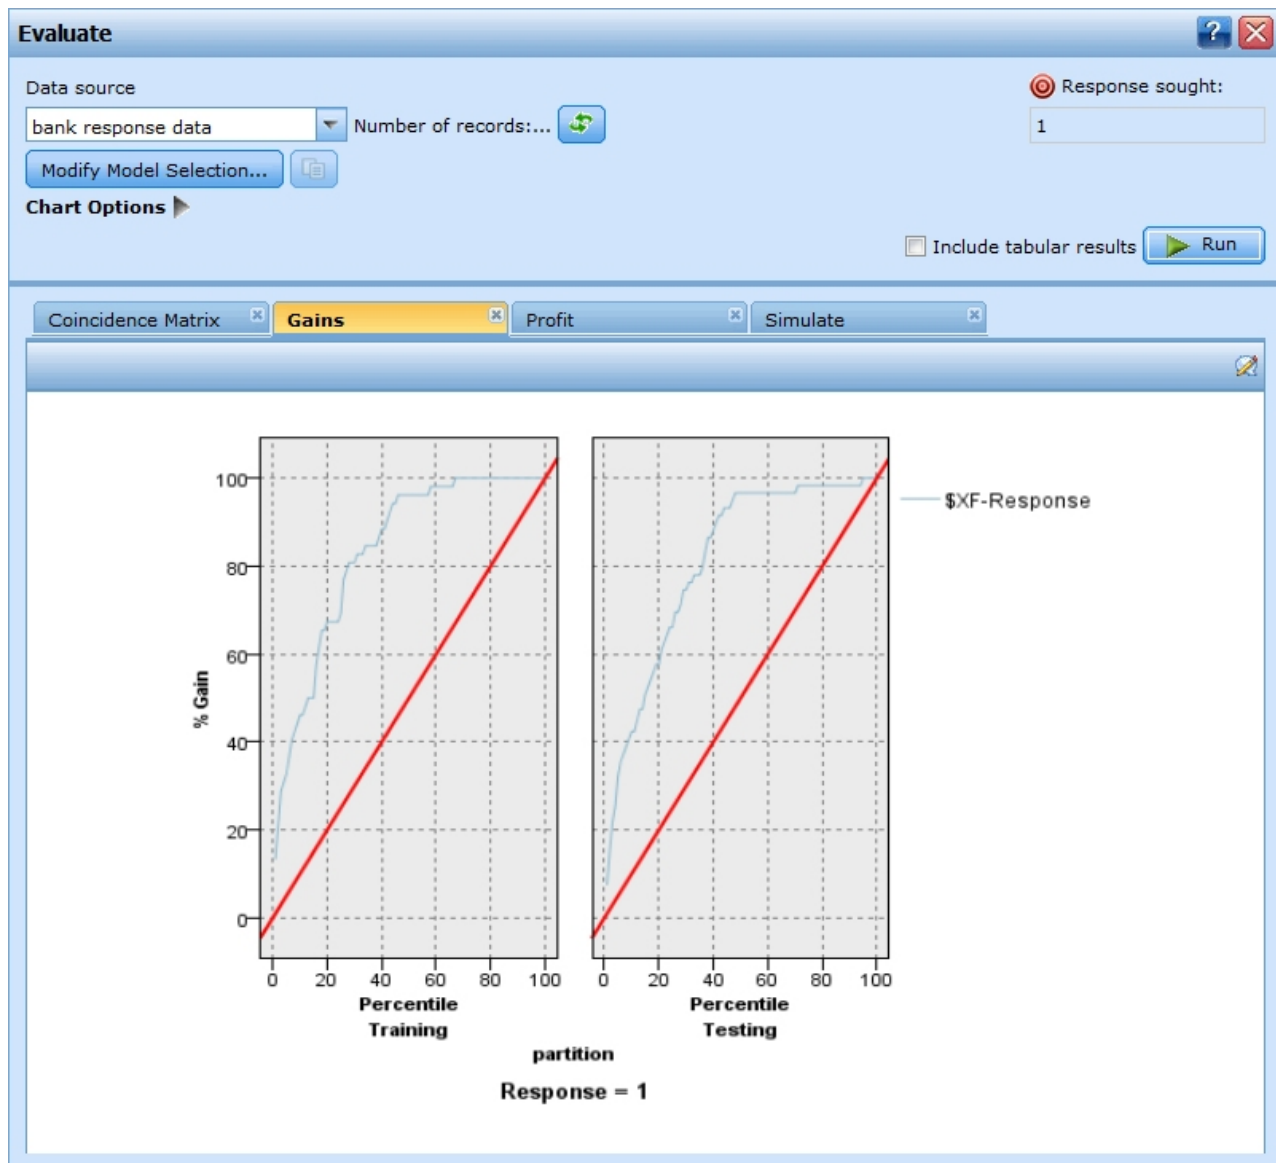 Evaluate
?
Data source
Response sought:
bank response data
Number of records:...
1
Modify Model Selection...
Chart Options
Include tabular results
Run
Coincidence Matrix
Gains
Profit
Simulate
100
80
60
40
20
0
% Gain
$XF-Response
0 20 40 60 80 100
0 20 40 60 80 100
Percentile
Training
Percentile
Testing
partition
Response = 1